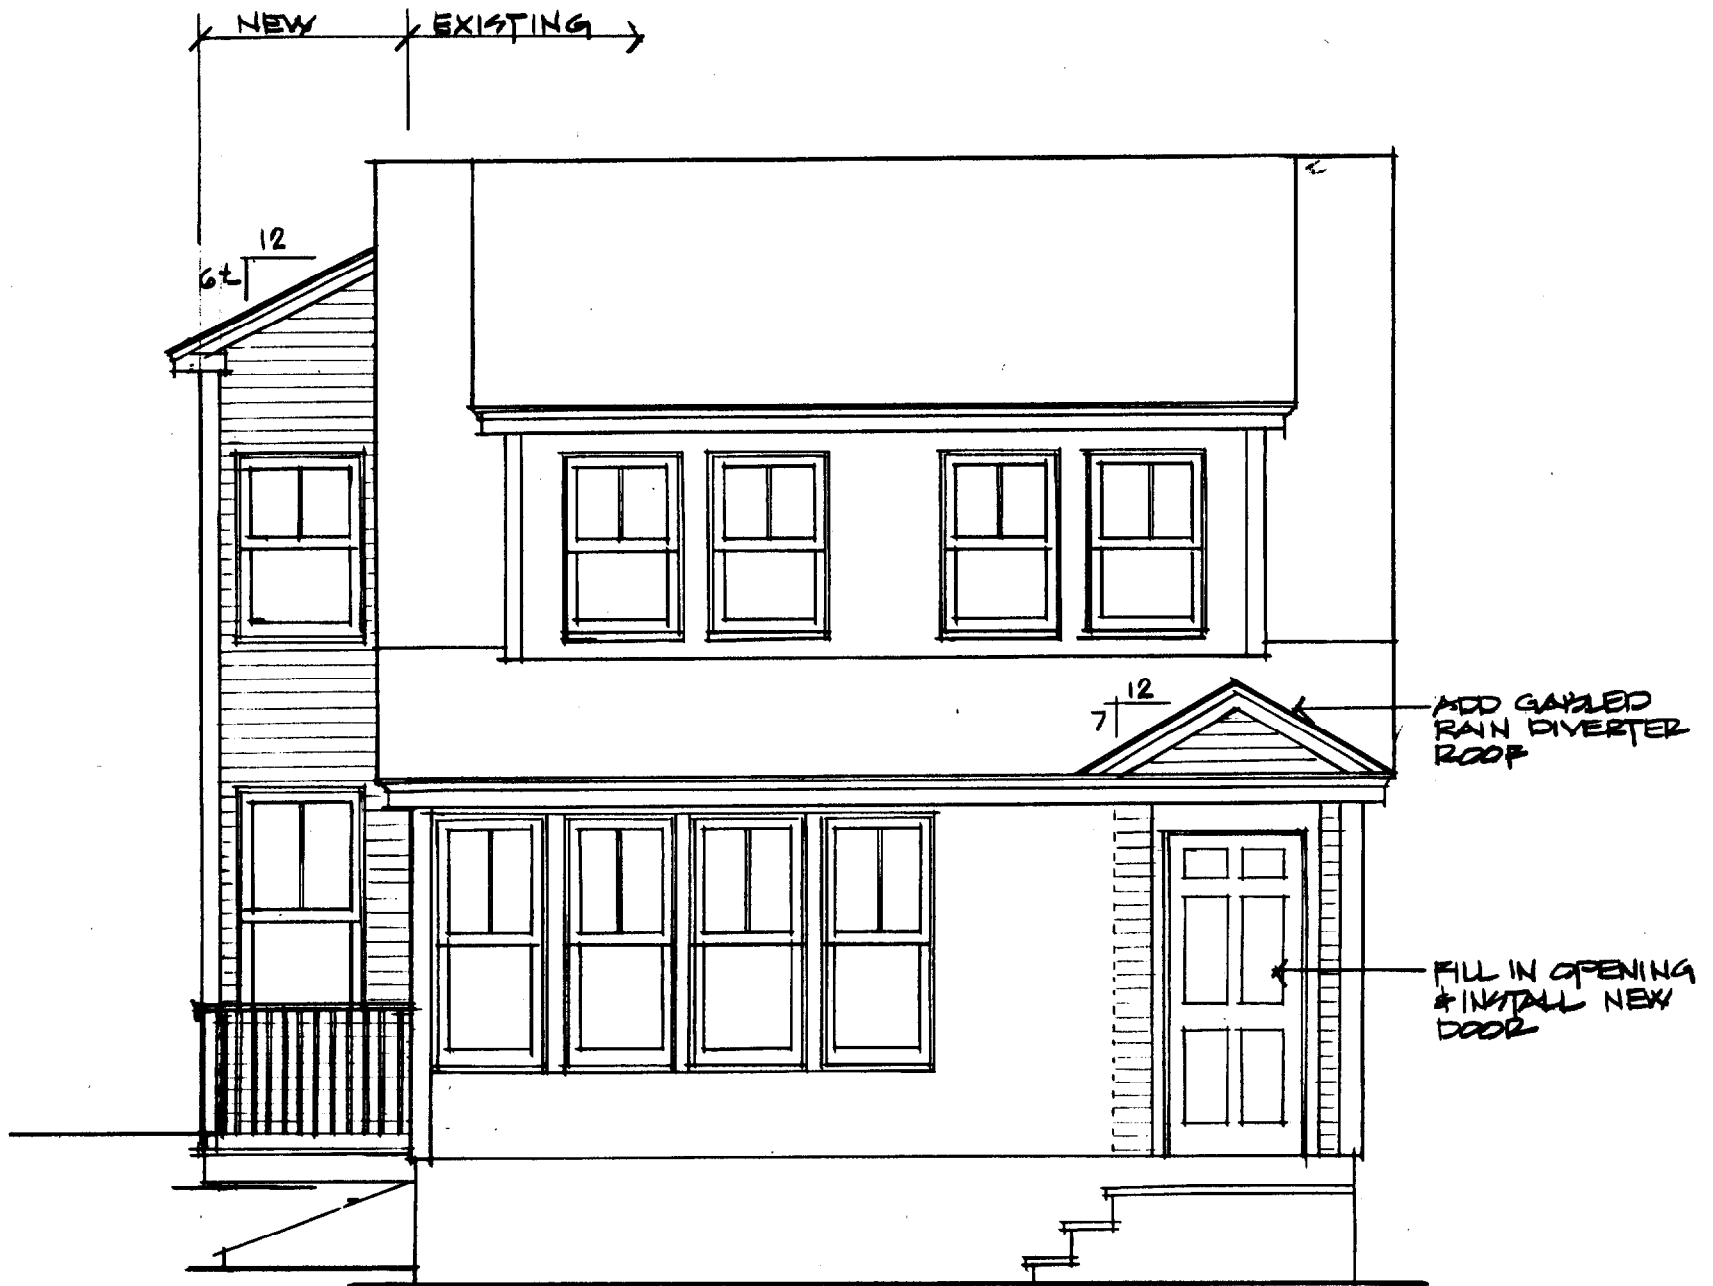 NEW EXISTING
12
6±
12
7
ADD GABLED
RAIN DIVERTER
ROOF
FILL IN OPENING
& INSTALL NEW
DOOR